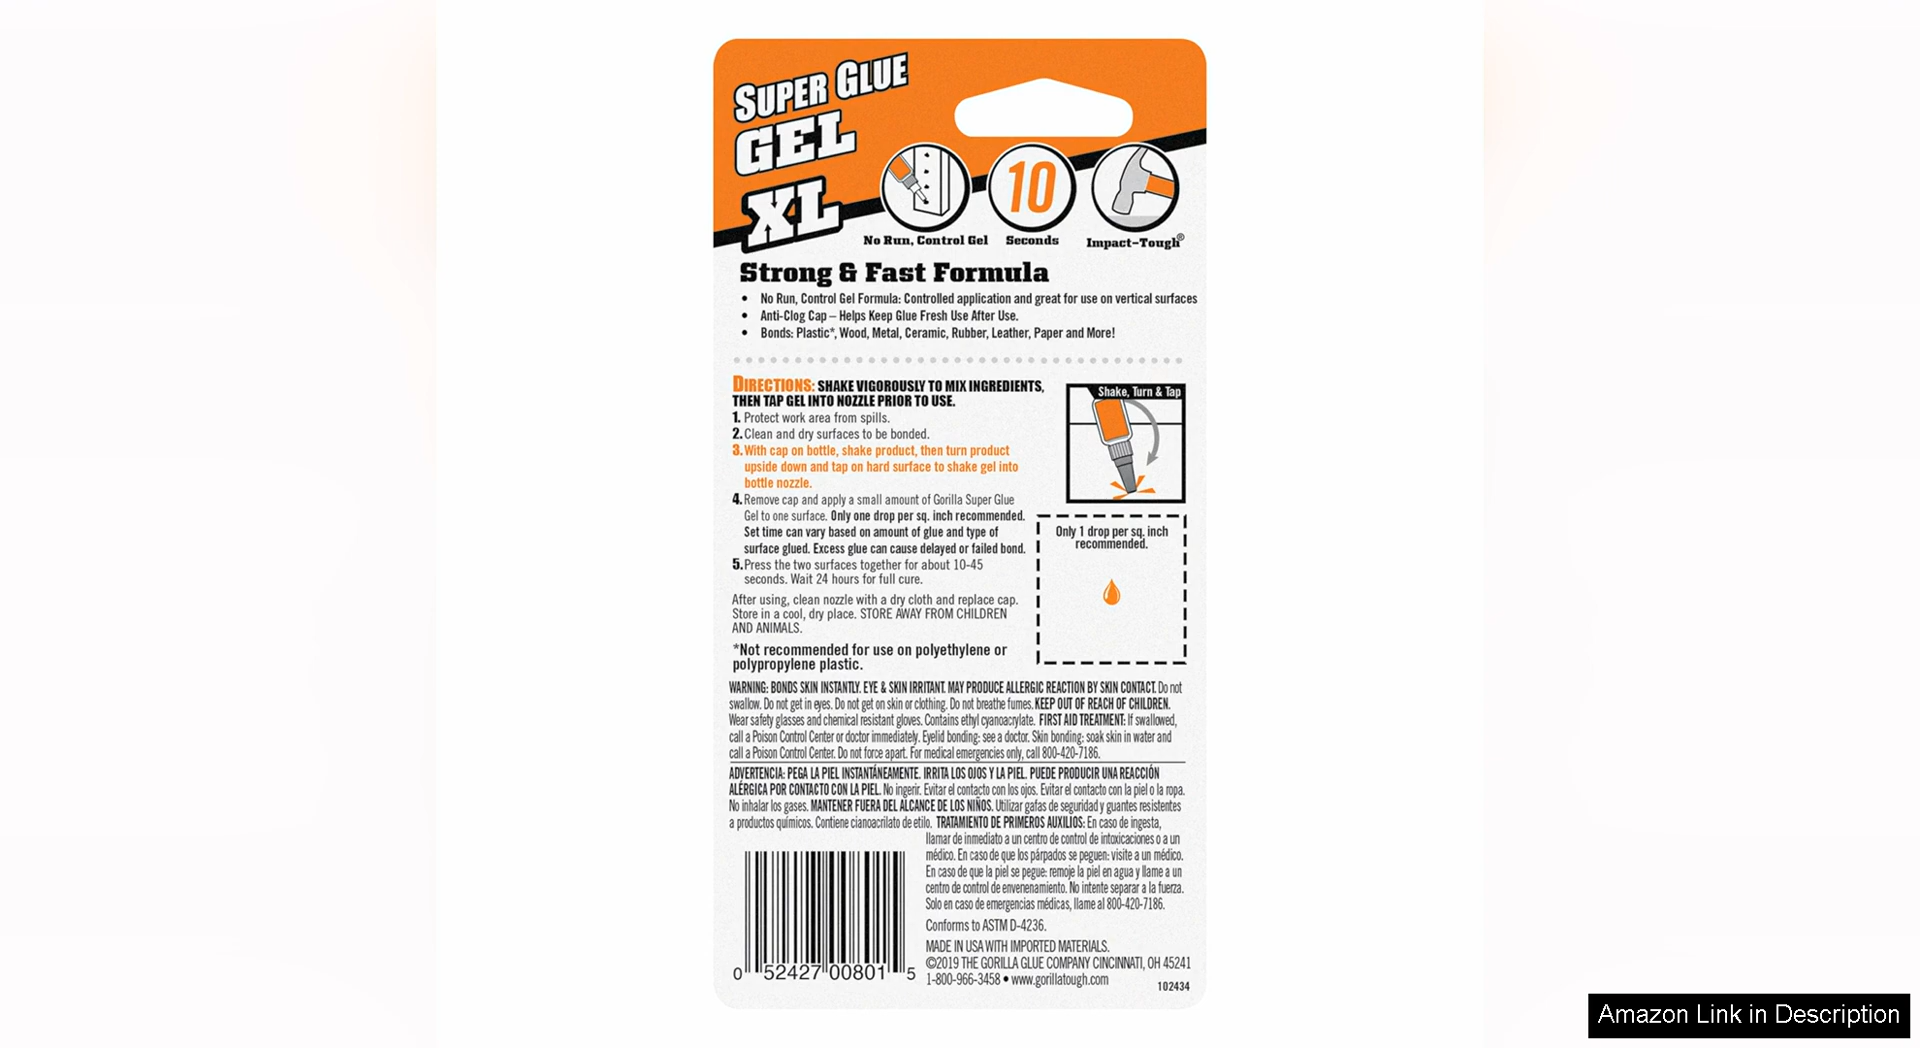 SUPER GLUE
GEL
XL
10
No Run, Control Gel
Seconds
Impact-Tough®
Strong & Fast Formula
• No Run, Control Gel Formula: Controlled application and great for use on vertical surfaces
• Anti-Clog Cap – Helps Keep Glue Fresh Use After Use.
• Bonds: Plastic*, Wood, Metal, Ceramic, Rubber, Leather, Paper and More!
DIRECTIONS: SHAKE VIGOROUSLY TO MIX INGREDIENTS,
THEN TAP GEL INTO NOZZLE PRIOR TO USE.
1. Protect work area from spills.
2. Clean and dry surfaces to be bonded.
3. With cap on bottle, shake product, then turn product
upside down and tap on hard surface to shake gel into
bottle nozzle.
4. Remove cap and apply a small amount of Gorilla Super Glue
Gel to one surface. Only one drop per sq. inch recommended.
Set time can vary based on amount of glue and type of
surface glued. Excess glue can cause delayed or failed bond.
5. Press the two surfaces together for about 10-45
seconds. Wait 24 hours for full cure.
After using, clean nozzle with a dry cloth and replace cap.
Store in a cool, dry place. STORE AWAY FROM CHILDREN
AND ANIMALS.
*Not recommended for use on polyethylene or
polypropylene plastic.
Shake, Turn & Tap
Only 1 drop per sq. inch
recommended.
WARNING: BONDS SKIN INSTANTLY. EYE & SKIN IRRITANT. MAY PRODUCE ALLERGIC REACTION BY SKIN CONTACT. Do not
swallow. Do not get in eyes. Do not get on skin or clothing. Do not breathe fumes. KEEP OUT OF REACH OF CHILDREN.
Wear safety glasses and chemical resistant gloves. Contains ethyl cyanoacrylate. FIRST AID TREATMENT: If swallowed,
call a Poison Control Center or doctor immediately. Eyelid bonding: see a doctor. Skin bonding: soak skin in water and
call a Poison Control Center. Do not force apart. For medical emergencies only, call 800-420-7186.
ADVERTENCIA: PEGA LA PIEL INSTANTÁNEAMENTE. IRRITA LOS OJOS Y LA PIEL. PUEDE PRODUCIR UNA REACCIÓN
ALÉRGICA POR CONTACTO CON LA PIEL. No ingerir. Evitar el contacto con los ojos. Evitar el contacto con la piel o la ropa.
No inhalar los gases. MANTENER FUERA DEL ALCANCE DE LOS NIÑOS. Utilizar gafas de seguridad y guantes resistentes
a productos químicos. Contiene cianoacrilato de etilo. TRATAMIENTO DE PRIMEROS AUXILIOS: En caso de ingesta,
llamar de inmediato a un centro de control de intoxicaciones o a un
médico. En caso de que los párpados se peguen: visite a un médico.
En caso de que la piel se pegue: remoje la piel en agua y llame a un
centro de control de envenenamiento. No intente separar a la fuerza.
Solo en caso de emergencias médicas, llame al 800-420-7186.
Conforms to ASTM D-4236.
MADE IN USA WITH IMPORTED MATERIALS.
©2019 THE GORILLA GLUE COMPANY CINCINNATI, OH 45241
1-800-966-3458 • www.gorillatough.com
102434
0 52427 00801 5
Amazon Link in Description